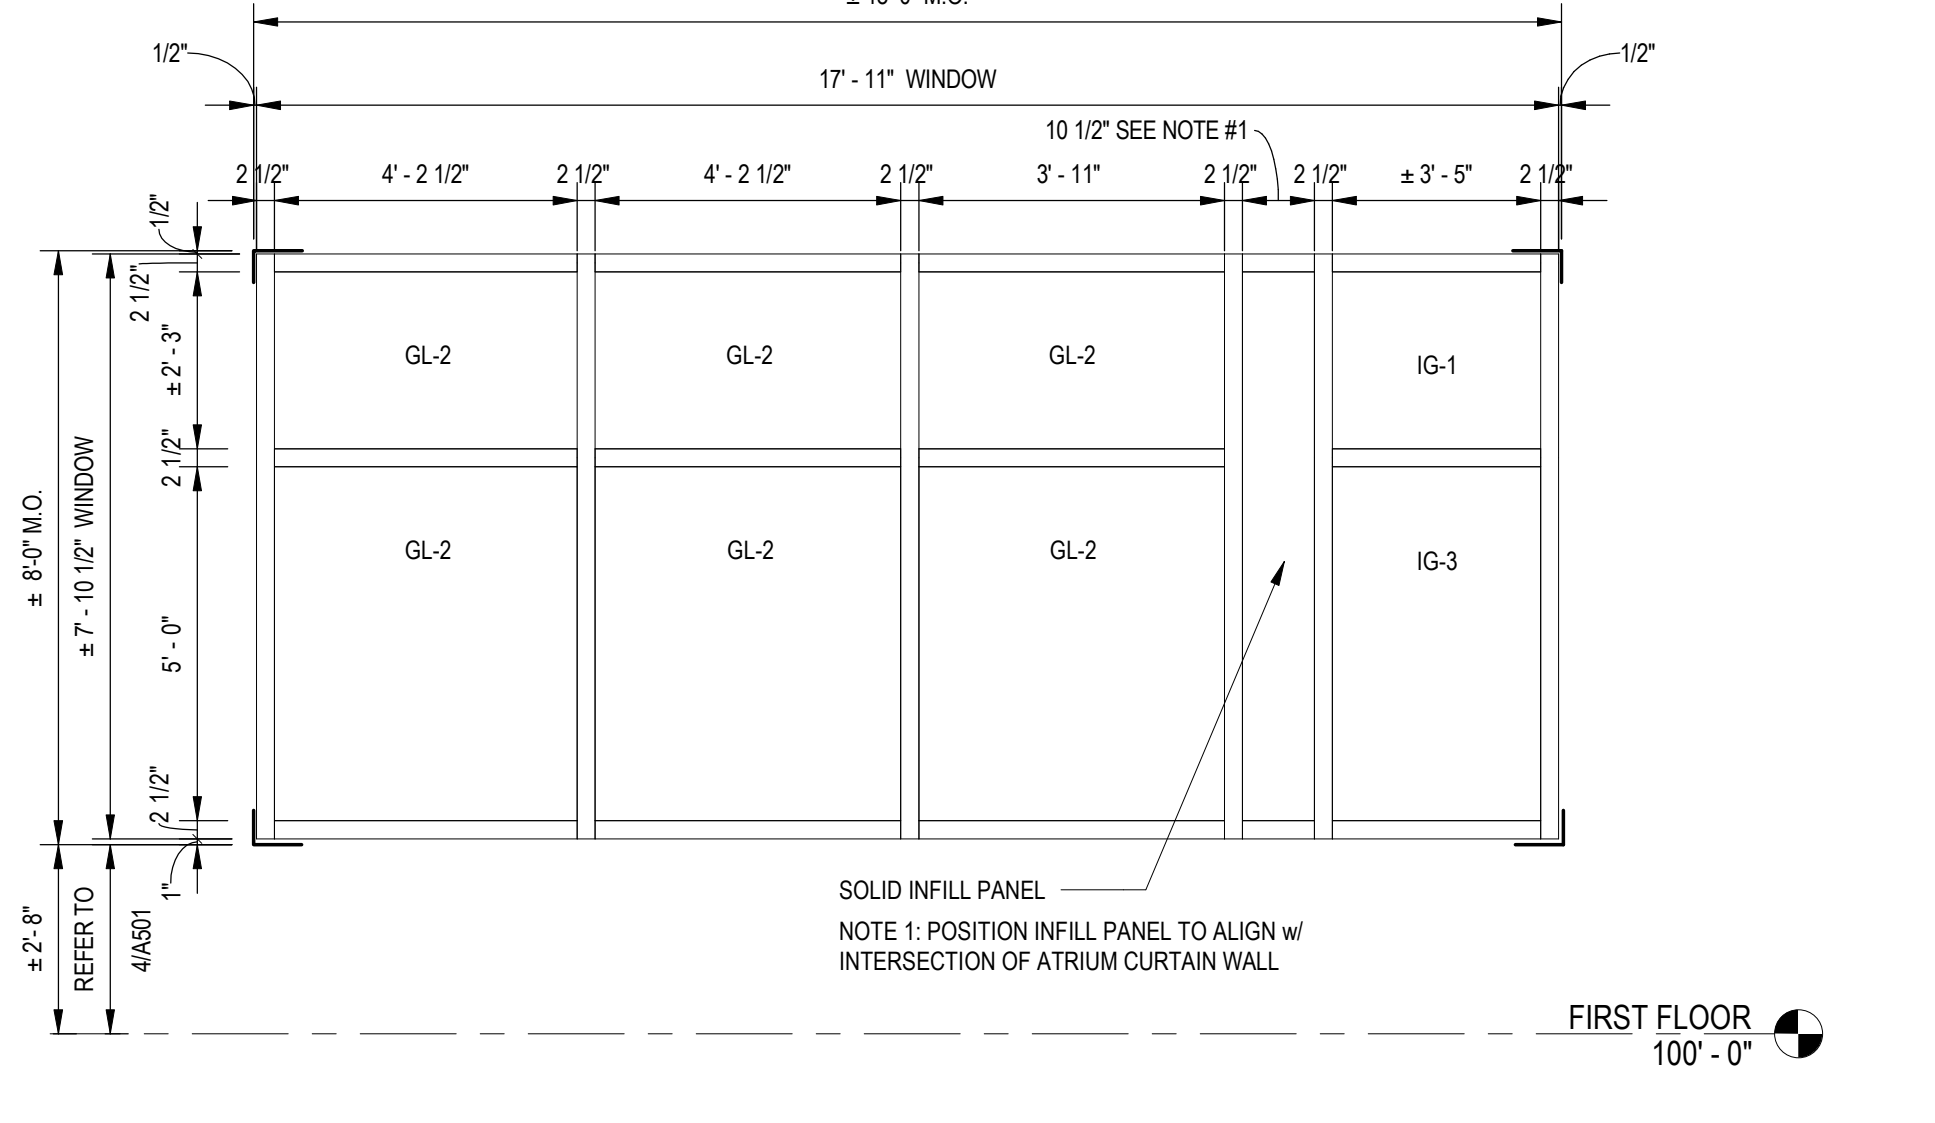 1/2"
17' - 11" WINDOW
1/2"
10 1/2" SEE NOTE #1
2 1/2"
4' - 2 1/2"
2 1/2"
4' - 2 1/2"
2 1/2"
3' - 11"
2 1/2"
2 1/2"
± 3' - 5"
2 1/2"
1/2"
2 1/2"
± 2' - 3"
2 1/2"
5' - 0"
2 1/2"
1"
± 8'-0" M.O.
± 7' - 10 1/2" WINDOW
± 2'- 8"
REFER TO
4/A501
GL-2
GL-2
GL-2
IG-1
GL-2
GL-2
GL-2
IG-3
SOLID INFILL PANEL
NOTE 1: POSITION INFILL PANEL TO ALIGN w/
INTERSECTION OF ATRIUM CURTAIN WALL
FIRST FLOOR
100' - 0"